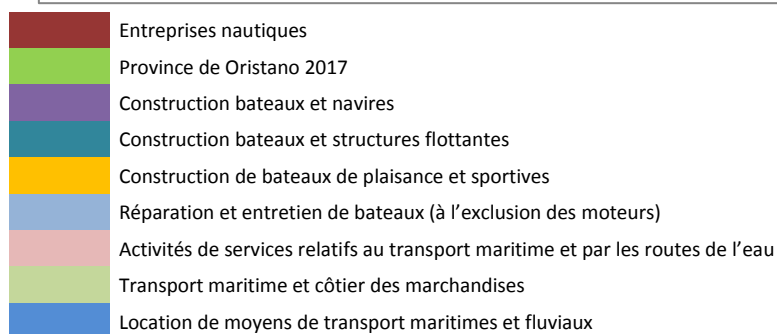 Entreprises nautiques
Province de Oristano 2017
Construction bateaux et navires
Construction bateaux et structures flottantes
Construction de bateaux de plaisance et sportives
Réparation et entretien de bateaux (à l’exclusion des moteurs)
Activités de services relatifs au transport maritime et par les routes de l’eau
Transport maritime et côtier des marchandises
Location de moyens de transport maritimes et fluviaux